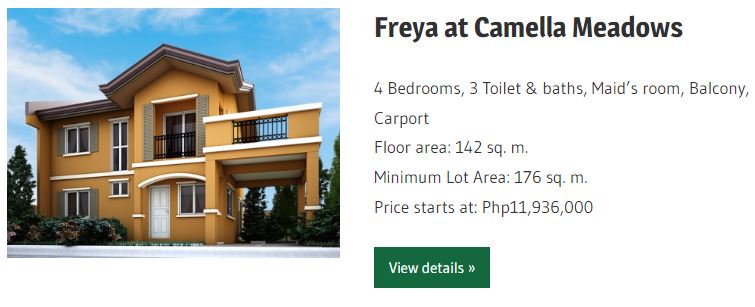 Freya at Camella Meadows
4 Bedrooms, 3 Toilet & baths, Maid's room, Balcony,
Carport
Floor area: 142 sq. m.
Minimum Lot Area: 176 sq. m.
Price starts at: Php11,936,000
View details »